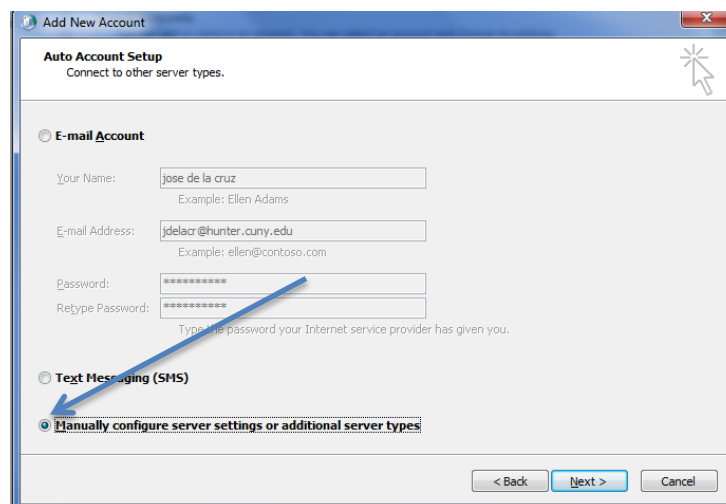 Add New Account
Auto Account Setup
Connect to other server types.
E-mail Account
Your Name: jose de la cruz
Example: Ellen Adams
E-mail Address: jdelacr@hunter.cuny.edu
Example: ellen@contoso.com
Password: **********
Retype Password: **********
Type the password your Internet service provider has given you.
Text Messaging (SMS)
Manually configure server settings or additional server types
< Back Next > Cancel